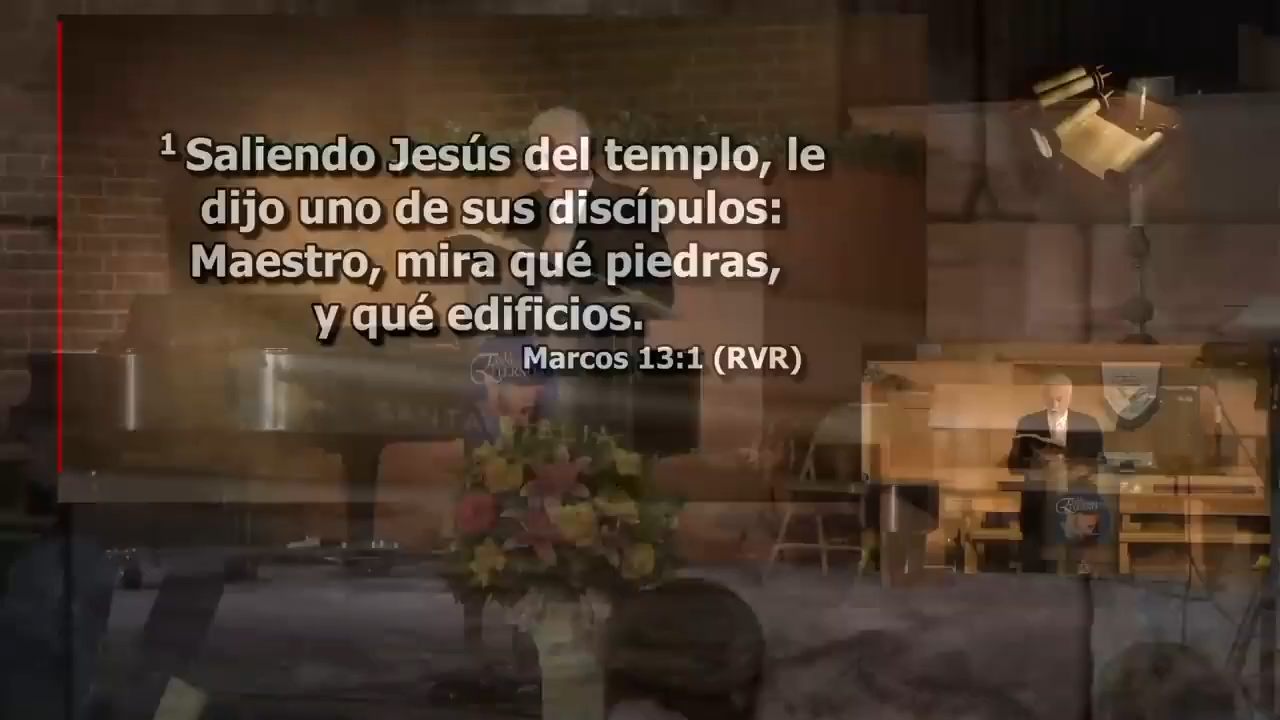 1 Saliendo Jesús del templo, le
dijo uno de sus discípulos:
Maestro, mira qué piedras,
y qué edificios.
Marcos 13:1 (RVR)